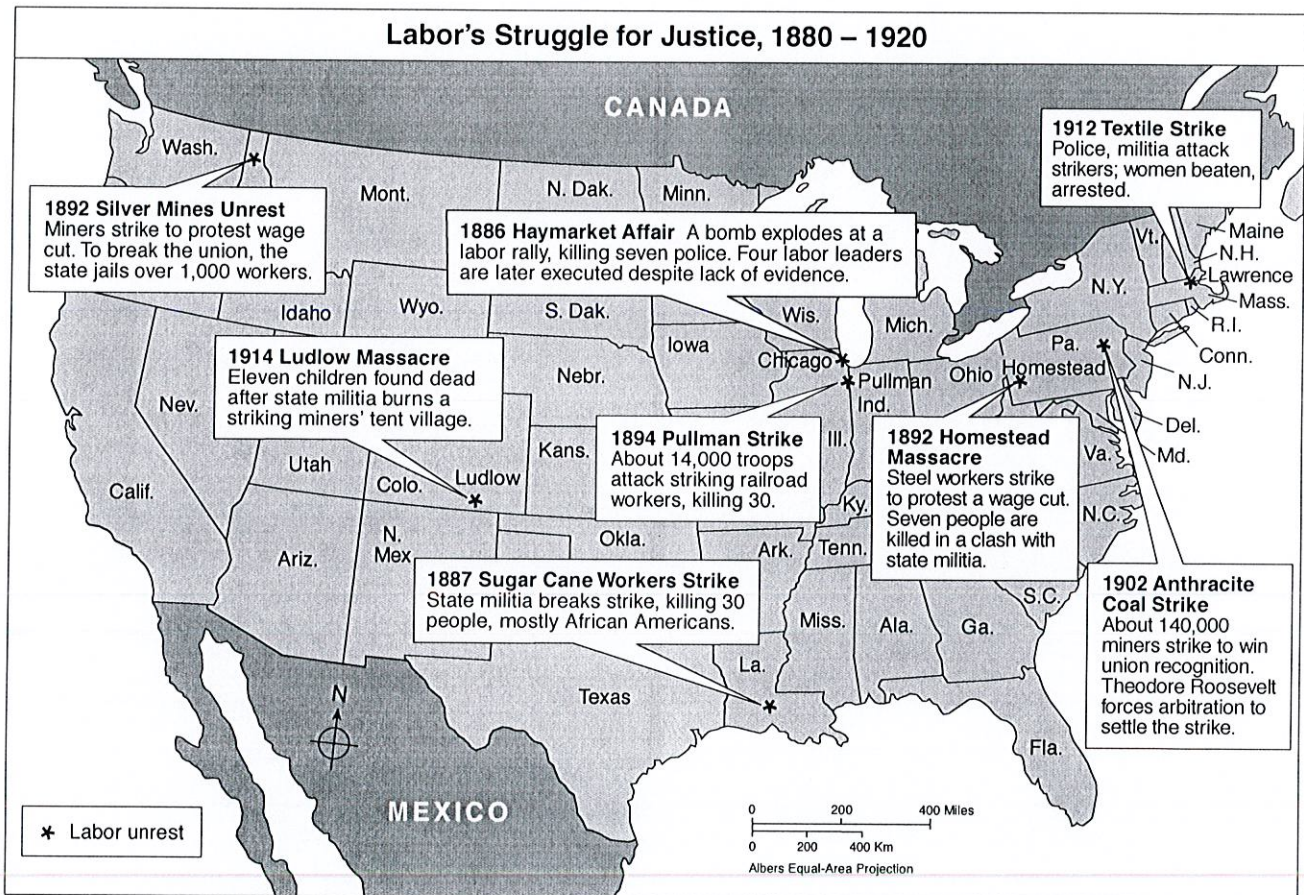 Labor's Struggle for Justice, 1880 – 1920
CANADA
1912 Textile Strike
Police, militia attack
strikers; women beaten,
arrested.
Wash.
Mont.
N. Dak.
Minn.
1892 Silver Mines Unrest
Miners strike to protest wage
cut. To break the union, the
state jails over 1,000 workers.
1886 Haymarket Affair A bomb explodes at a
labor rally, killing seven police. Four labor leaders
are later executed despite lack of evidence.
Vt.
Maine
N.H.
Lawrence
Mass.
R.I.
Conn.
N.Y.
Idaho
Wyo.
S. Dak.
Wis.
Mich.
Iowa
Chicago
Pullman
Ind.
Ohio
Pa.
Homestead
N.J.
1914 Ludlow Massacre
Eleven children found dead
after state militia burns a
striking miners' tent village.
Nebr.
Nev.
Utah
Colo.
Ludlow
Kans.
Ill.
1894 Pullman Strike
About 14,000 troops
attack striking railroad
workers, killing 30.
1892 Homestead
Massacre
Steel workers strike
to protest a wage cut.
Seven people are
killed in a clash with
state militia.
Del.
Md.
Va.
Calif.
Ky.
N.C.
Ariz.
N.
Mex
Okla.
Ark.
Tenn.
S.C.
1902 Anthracite
Coal Strike
About 140,000
miners strike to win
union recognition.
Theodore Roosevelt
forces arbitration to
settle the strike.
1887 Sugar Cane Workers Strike
State militia breaks strike, killing 30
people, mostly African Americans.
Miss.
Ala.
Ga.
La.
Texas
Fla.
N
MEXICO
* Labor unrest
0 200 400 Miles
0 200 400 Km
Albers Equal-Area Projection